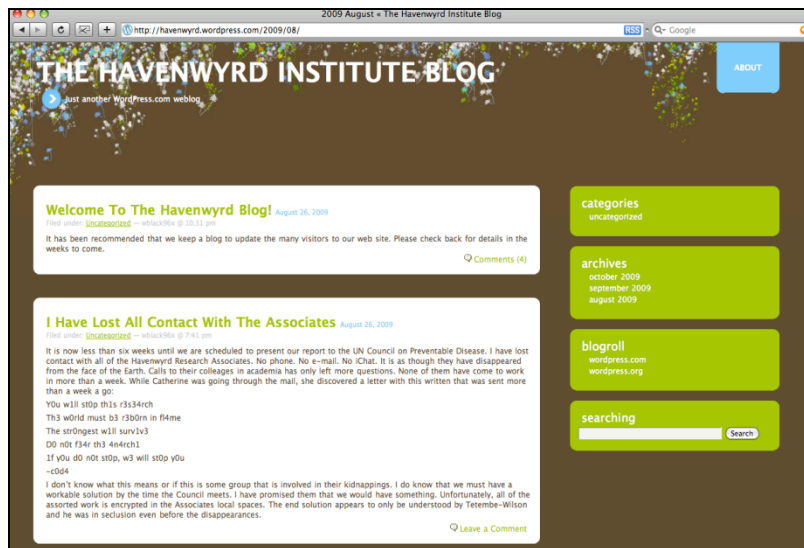 2009 August « The Havenwyrd Institute Blog
http://havenwyrd.wordpress.com/2009/08/
RSS
Google
THE HAVENWYRD INSTITUTE BLOG
Just another WordPress.com weblog
ABOUT
Welcome To The Havenwyrd Blog! August 26, 2009
Filed under: Uncategorized — wblack96x @ 10:31 pm
It has been recommended that we keep a blog to update the many visitors to our web site. Please check back for details in the
weeks to come.
Comments (4)
I Have Lost All Contact With The Associates August 26, 2009
Filed under: Uncategorized — wblack96x @ 7:41 pm
It is now less than six weeks until we are scheduled to present our report to the UN Council on Preventable Disease. I have lost
contact with all of the Havenwyrd Research Associates. No phone. No e-mail. No iChat. It is as though they have disappeared
from the face of the Earth. Calls to their colleages in academia has only left more questions. None of them have come to work
in more than a week. While Catherine was going through the mail, she discovered a letter with this written that was sent more
than a week a go:
Y0u w1ll st0p th1s r3s34rch
Th3 w0rld must b3 r3b0rn in fl4me
The str0ngest w1ll surv1v3
D0 n0t f34r th3 4n4rch1
1f y0u d0 n0t st0p, w3 will st0p y0u
-c0d4
I don't know what this means or if this is some group that is involved in their kidnappings. I do know that we must have a
workable solution by the time the Council meets. I have promised them that we would have something. Unfortunately, all of the
assorted work is encrypted in the Associates local spaces. The end solution appears to only be understood by Tetembe-Wilson
and he was in seclusion even before the disappearances.
Leave a Comment
categories
uncategorized
archives
october 2009
september 2009
august 2009
blogroll
wordpress.com
wordpress.org
searching
Search